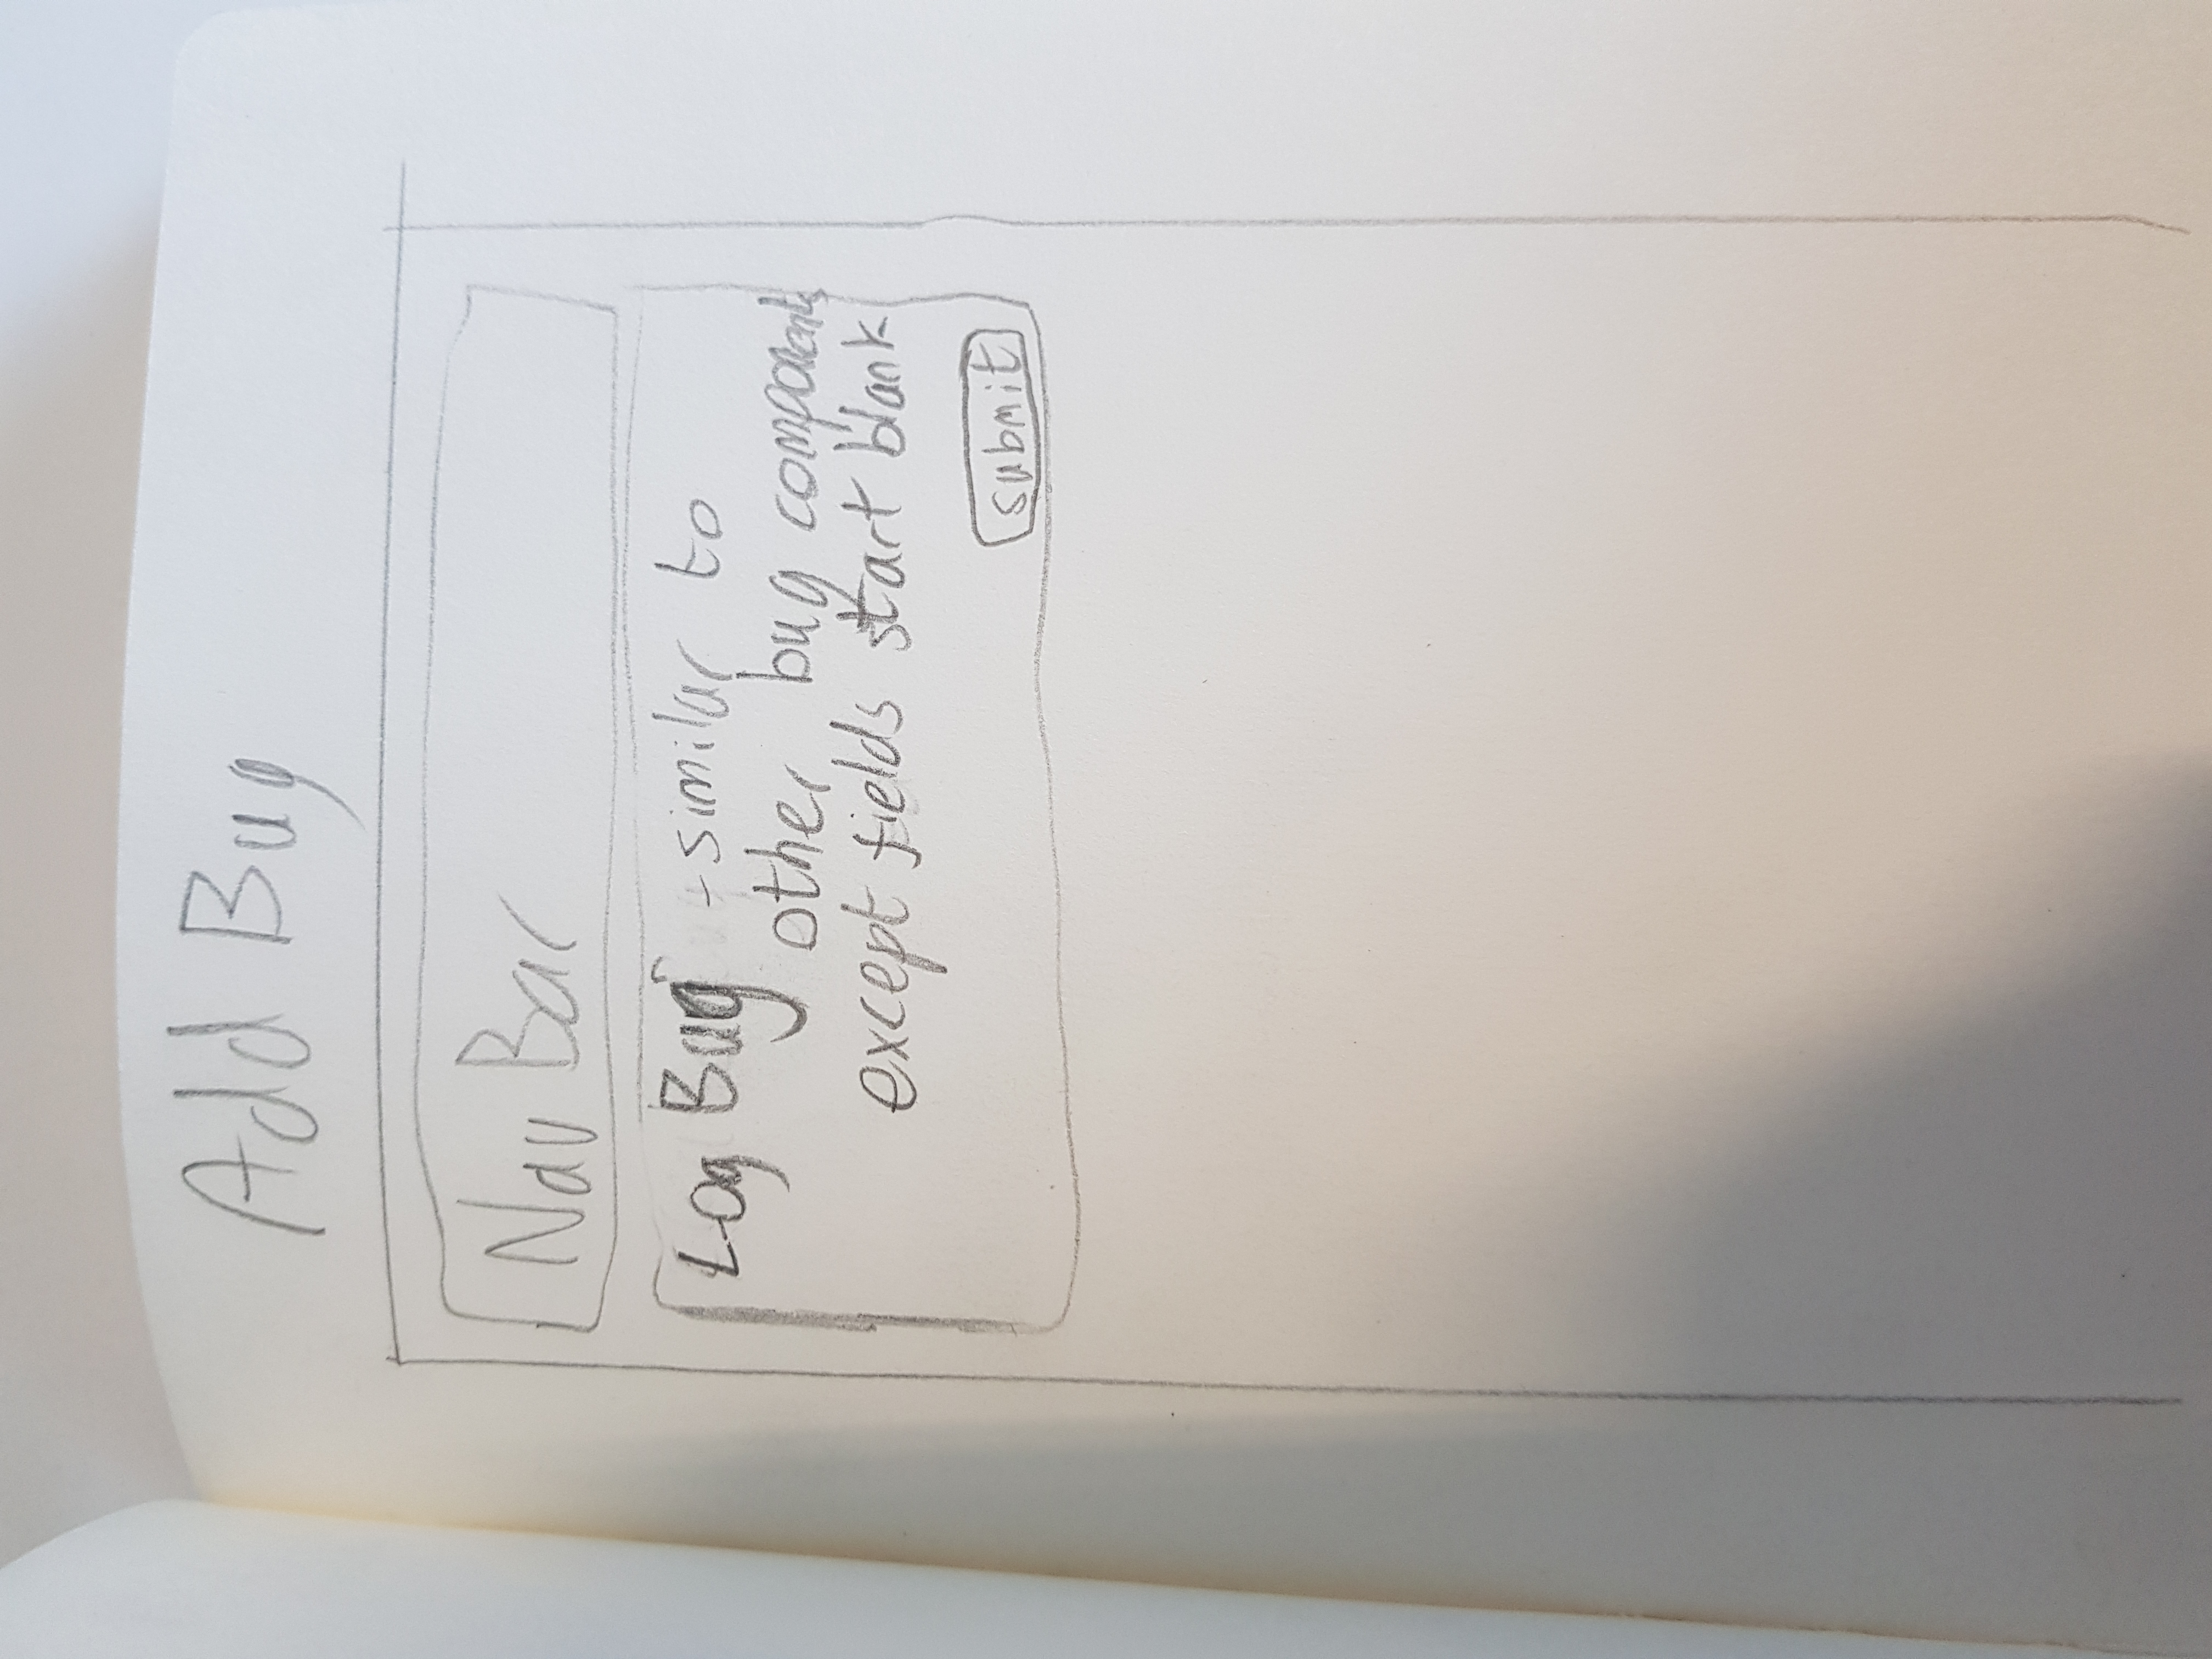 Add Bug
Nav Bar
Log Bug - similar to
other bug components
except fields start blank
submit